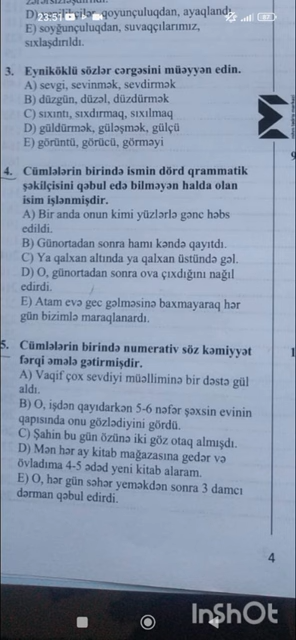 23:51
D) qoyunçuluqdan, ayaqlandı
E) soyğunçuluqdan, suvaqçılarımız,
sıxlaşdırıldı.
3. Eyniköklü sözlər cərgəsini müəyyən edin.
A) sevgi, sevinmək, sevdirmək
B) düzgün, düzəl, düzdürmək
C) sıxıntı, sıxdırmaq, sıxılmaq
D) güldürmək, güləşmək, gülçü
E) görüntü, görücü, görməyi
4. Cümlələrin birində ismin dörd qrammatik
şəkilçisini qəbul edə bilməyən halda olan
isim işlənmişdir.
A) Bir anda onun kimi yüzlərlə gənc həbs
edildi.
B) Günortadan sonra hamı kəndə qayıtdı.
C) Ya qalxan altında ya qalxan üstündə gəl.
D) O, günortadan sonra ova çıxdığını nağıl
edirdi.
E) Atam evə gec gəlməsinə baxmayaraq hər
gün bizimlə maraqlanardı.
5. Cümlələrin birində numerativ söz kəmiyyət
fərqi əmələ gətirmişdir.
A) Vaqif çox sevdiyi müəlliminə bir dəstə gül
aldı.
B) O, işdən qayıdarkən 5-6 nəfər şəxsin evinin
qapısında onu gözlədiyini gördü.
C) Şahin bu gün özünə iki göz otaq almışdı.
D) Mən hər ay kitab mağazasına gedər və
övladıma 4-5 ədəd yeni kitab alaram.
E) O, hər gün səhər yeməkdən sonra 3 damcı
dərman qəbul edirdi.
4
InShOt